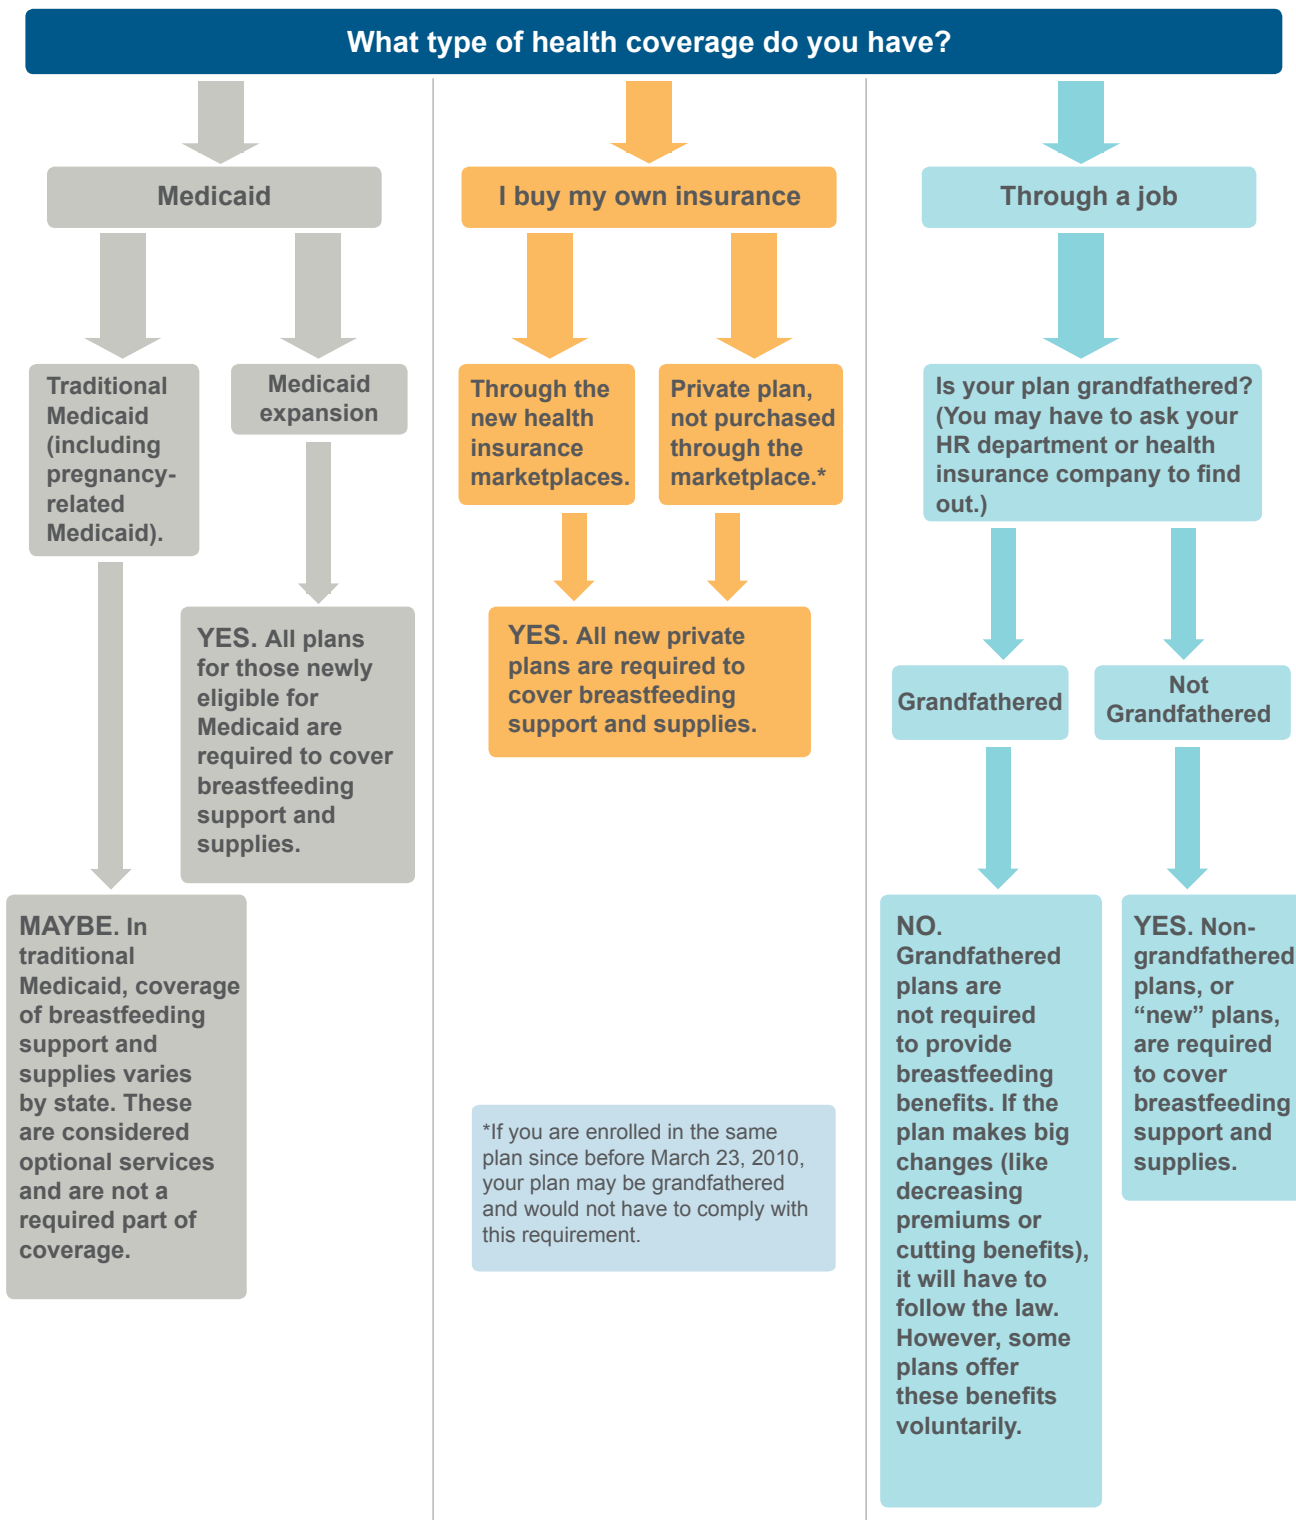 What type of health coverage do you have?
Medicaid
Traditional
Medicaid
(including
pregnancy-
related
Medicaid).
Medicaid
expansion
YES. All plans
for those newly
eligible for
Medicaid are
required to cover
breastfeeding
support and
supplies.
MAYBE. In
traditional
Medicaid, coverage
of breastfeeding
support and
supplies varies
by state. These
are considered
optional services
and are not a
required part of
coverage.
I buy my own insurance
Through the
new health
insurance
marketplaces.
Private plan,
not purchased
through the
marketplace.*
YES. All new private
plans are required to
cover breastfeeding
support and supplies.
*If you are enrolled in the same
plan since before March 23, 2010,
your plan may be grandfathered
and would not have to comply with
this requirement.
Through a job
Is your plan grandfathered?
(You may have to ask your
HR department or health
insurance company to find
out.)
Grandfathered
Not
Grandfathered
NO.
Grandfathered
plans are
not required
to provide
breastfeeding
benefits. If the
plan makes big
changes (like
decreasing
premiums or
cutting benefits),
it will have to
follow the law.
However, some
plans offer
these benefits
voluntarily.
YES. Non-
grandfathered
plans, or
“new” plans,
are required
to cover
breastfeeding
support and
supplies.